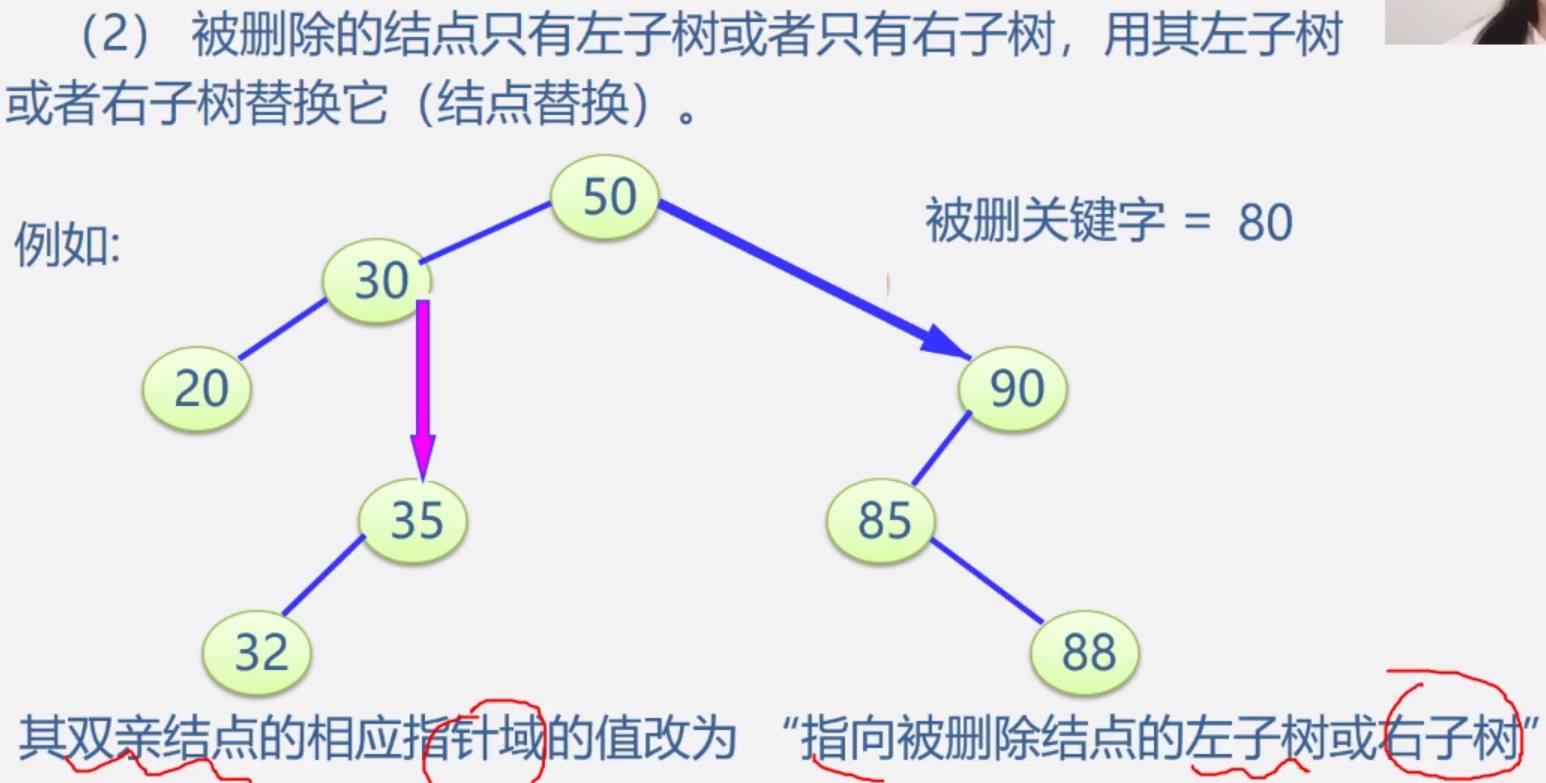 （2） 被删除的结点只有左子树或者只有右子树，用其左子树
或者右子树替换它（结点替换）。
50
被删关键字 = 80
例如:
30
20
90
35
85
32
88
其双亲结点的相应指针域的值改为 “指向被删除结点的左子树或右子树”